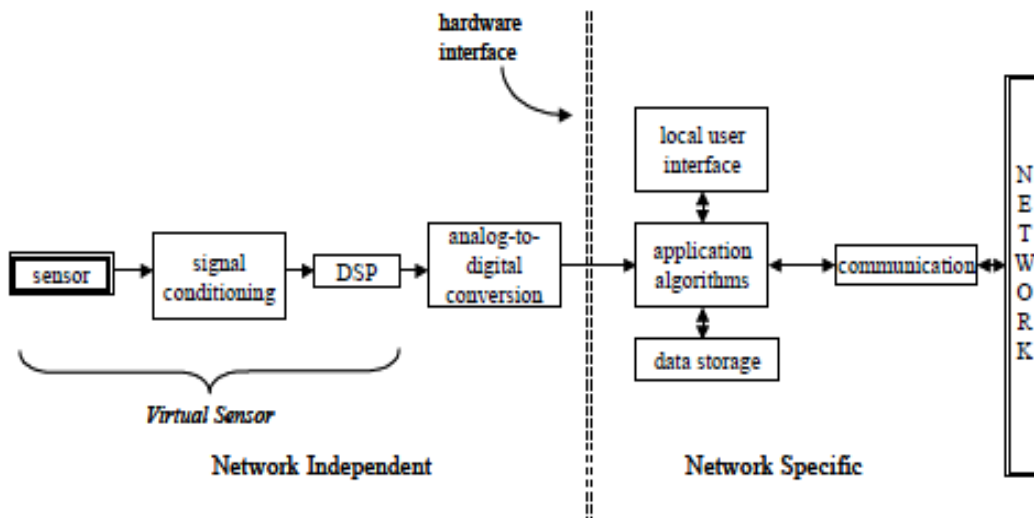 hardware
interface
local user
interface
sensor
signal
conditioning
DSP
analog-to-
digital
conversion
application
algorithms
communication
data storage
N
E
T
W
O
R
K
Virtual Sensor
Network Independent
Network Specific